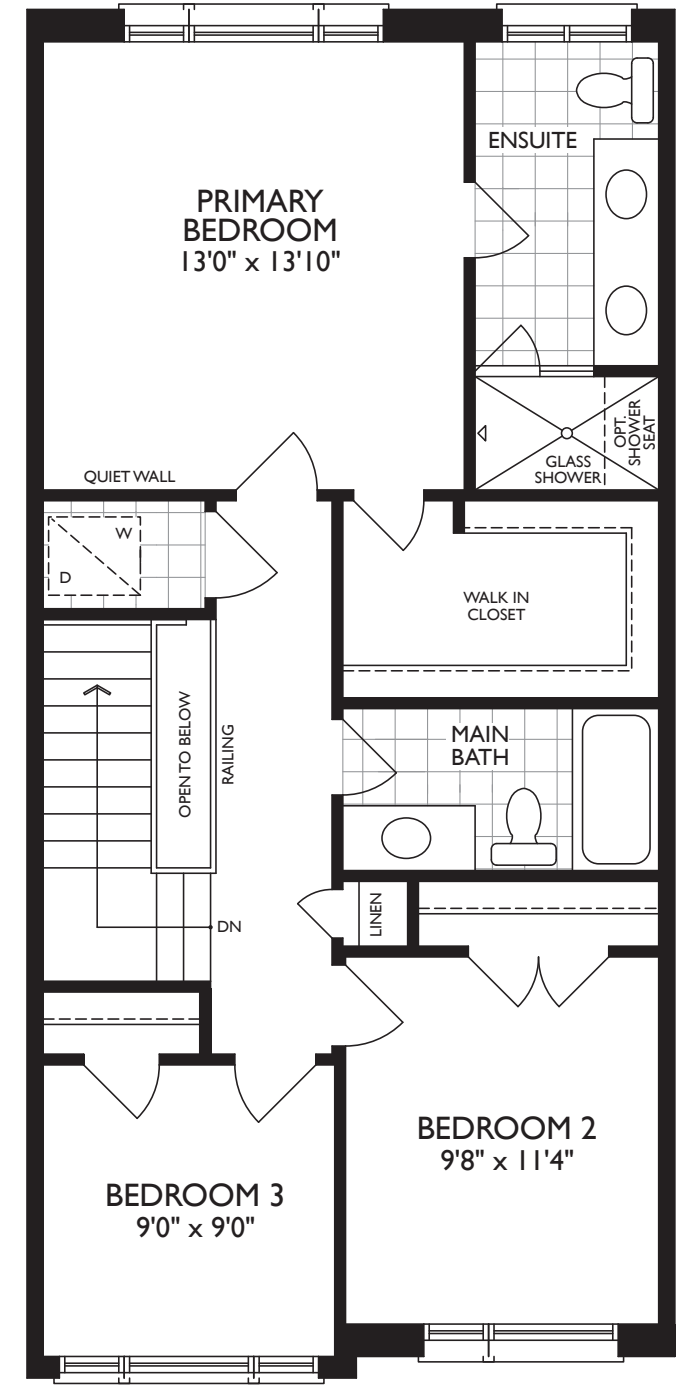 ENSUITE
PRIMARY
BEDROOM
13'0" x 13'10"
OPT.
SHOWER
SEAT
GLASS
SHOWER
QUIET WALL
W
D
WALK IN
CLOSET
OPEN TO BELOW
RAILING
MAIN
BATH
LINEN
DN
BEDROOM 2
9'8" x 11'4"
BEDROOM 3
9'0" x 9'0"